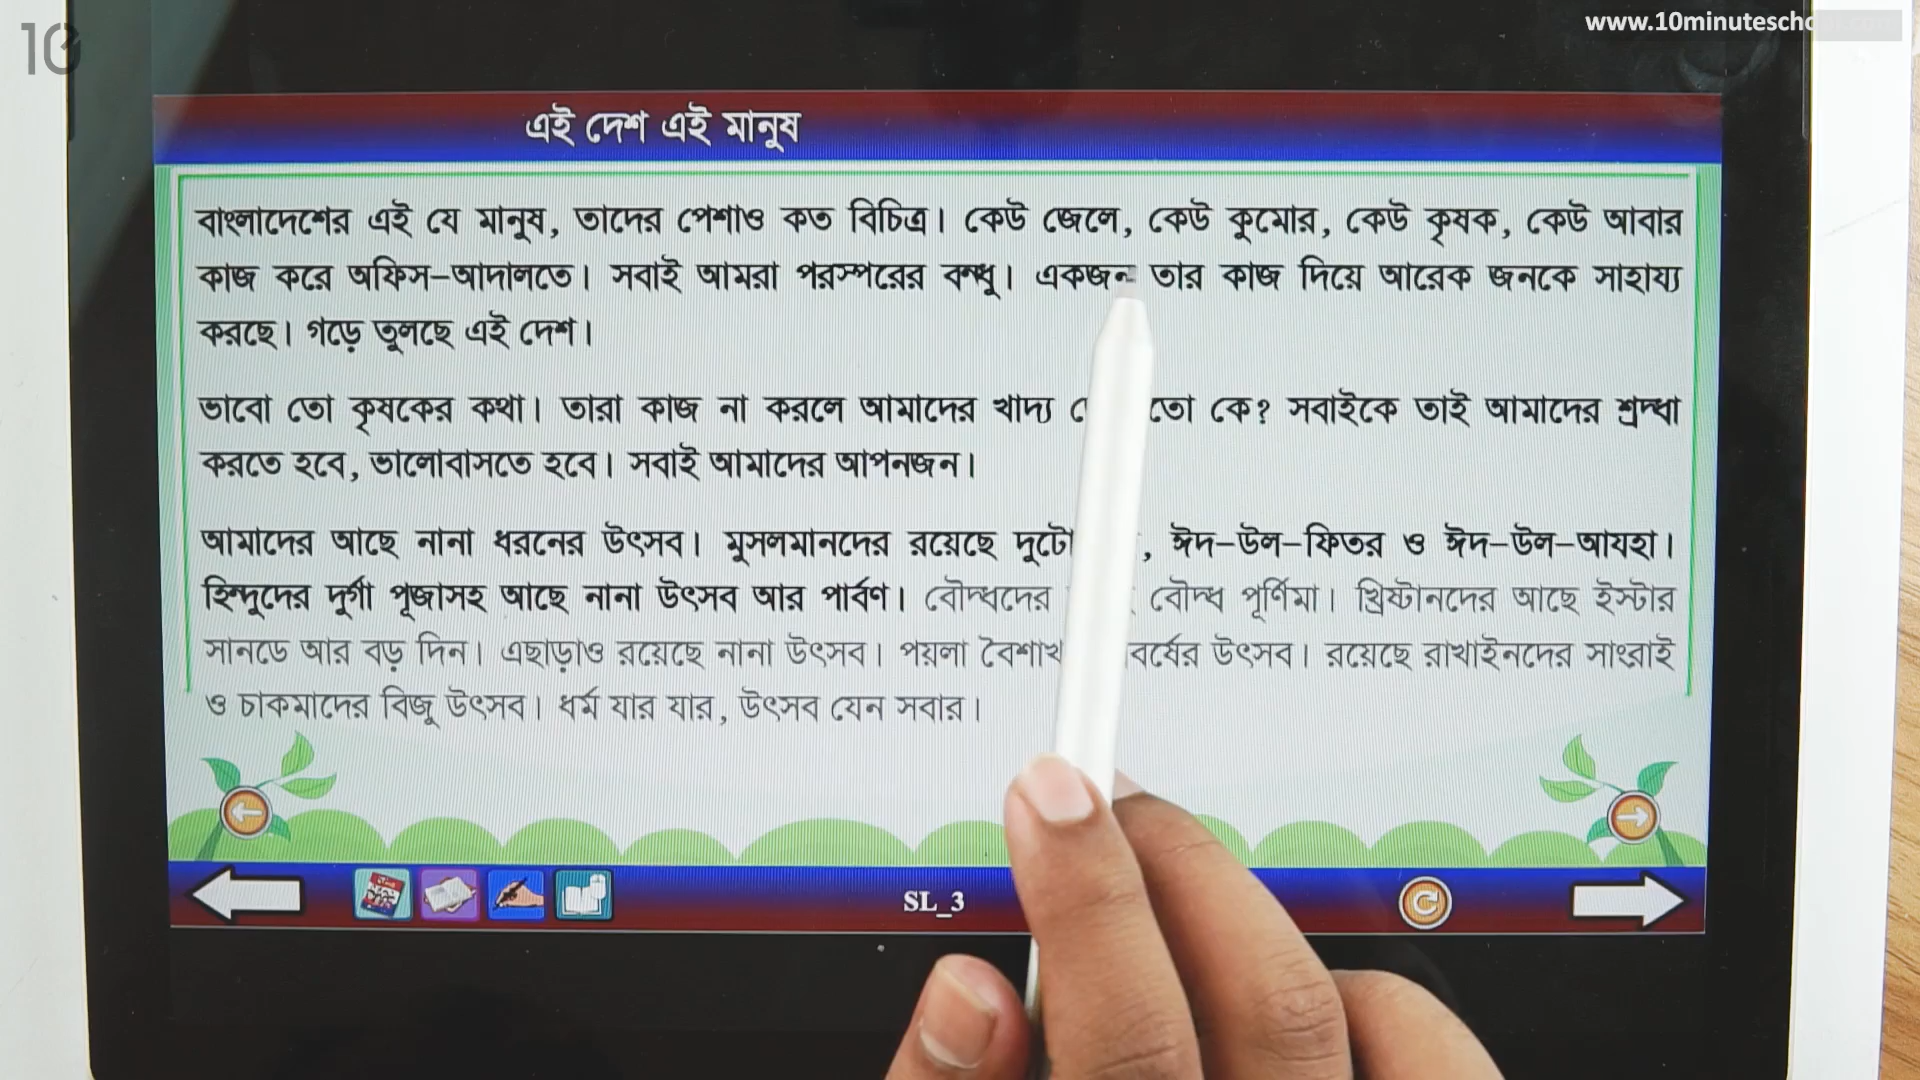 10
www.10minuteschool.com
এই দেশ এই মানুষ
বাংলাদেশের এই যে মানুষ, তাদের পেশাও কত বিচিত্র। কেউ জেলে, কেউ কুমোর, কেউ কৃষক, কেউ আবার
কাজ করে অফিস-আদালতে। সবাই আমরা পরস্পরের বন্ধু। একজন তার কাজ দিয়ে আরেক জনকে সাহায্য
করছে। গড়ে তুলছে এই দেশ।
ভাবো তো কৃষকের কথা। তারা কাজ না করলে আমাদের খাদ্য কে? সবাইকে তাই আমাদের শ্রদ্ধা
করতে হবে, ভালোবাসতে হবে। সবাই আমাদের আপনজন।
আমাদের আছে নানা ধরনের উৎসব। মুসলমানদের রয়েছে দুটো , ঈদ-উল-ফিতর ও ঈদ-উল-আযহা।
হিন্দুদের দুর্গা পূজাসহ আছে নানা উৎসব আর পার্বণ। বৌদ্ধদের বৌদ্ধ পূর্ণিমা। খ্রিষ্টানদের আছে ইস্টার
সানডে আর বড় দিন। এছাড়াও রয়েছে নানা উৎসব। পয়লা বৈশাখ উৎসব। রয়েছে রাখাইনদের সাংরাই
ও চাকমাদের বিজু উৎসব। ধর্ম যার যার, উৎসব যেন সবার।
SL_3